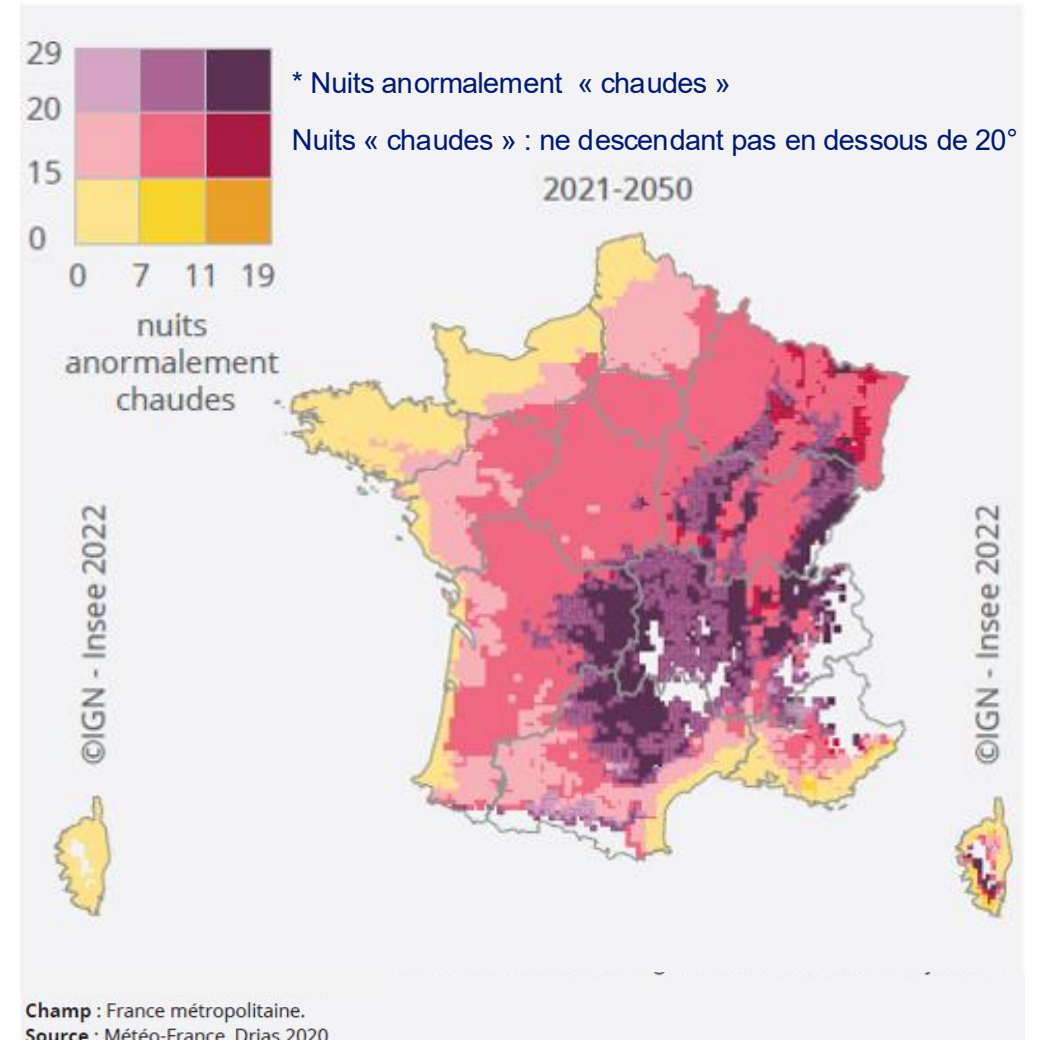 29
20
15
0
0 7 11 19
nuits
anormalement
chaudes
* Nuits anormalement « chaudes »
Nuits « chaudes » : ne descendant pas en dessous de 20°
2021-2050
©IGN - Insee 2022
©IGN - Insee 2022
Champ : France métropolitaine.
Source : Météo-France, Drias 2020